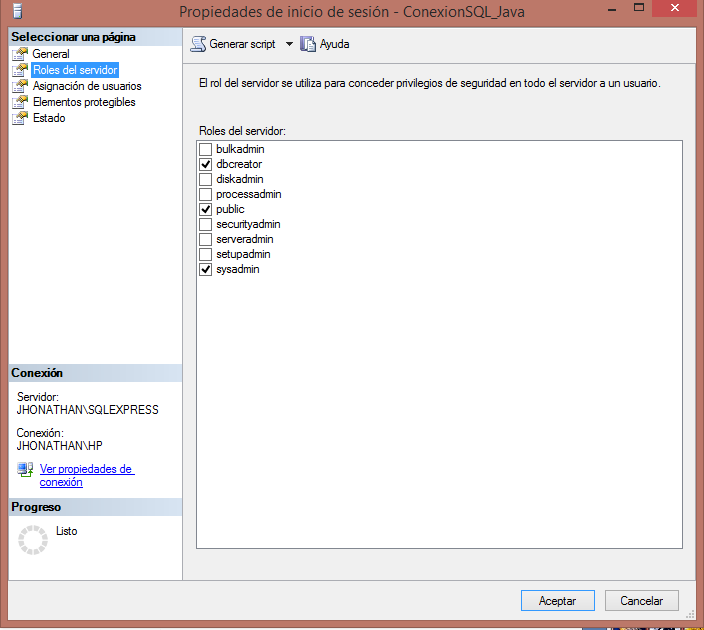 Propiedades de inicio de sesión - ConexionSQL_Java
Seleccionar una página
General
Roles del servidor
Asignación de usuarios
Elementos protegibles
Estado
Generar script
Ayuda
El rol del servidor se utiliza para conceder privilegios de seguridad en todo el servidor a un usuario.
Roles del servidor:
bulkadmin
dbcreator
diskadmin
processadmin
public
securityadmin
serveradmin
setupadmin
sysadmin
Conexión
Servidor:
JHONATHAN\SQLEXPRESS
Conexión:
JHONATHAN\HP
Ver propiedades de
conexión
Progreso
Listo
Aceptar
Cancelar